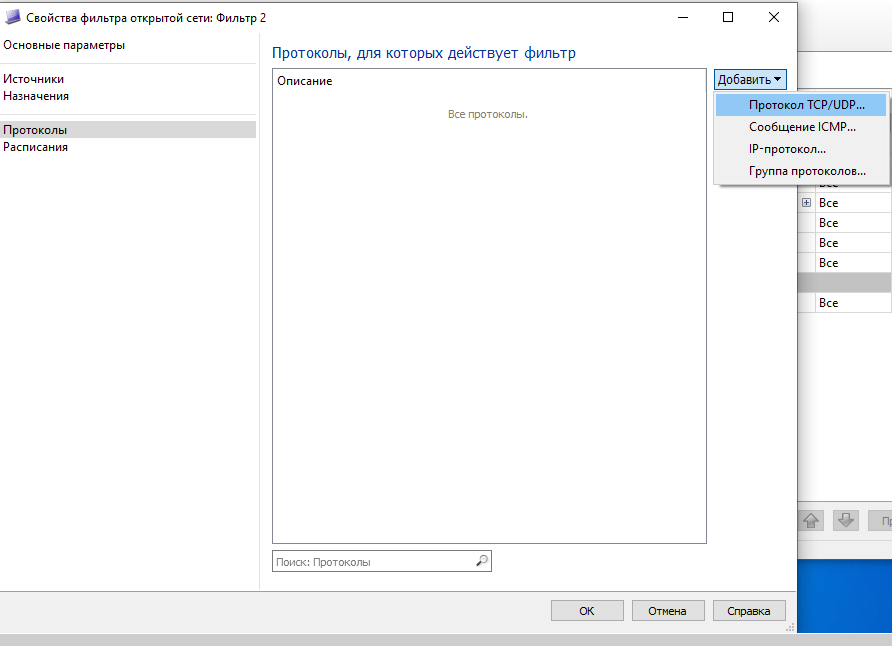 Свойства фильтра открытой сети: Фильтр 2
Основные параметры
Источники
Назначения
Протоколы
Расписания
Протоколы, для которых действует фильтр
Описание
Все протоколы.
Добавить
Протокол TCP/UDP...
Сообщение ICMP...
IP-протокол...
Группа протоколов...
Все
Все
Все
Все
Все
Все
Поиск: Протоколы
ОК
Отмена
Справка